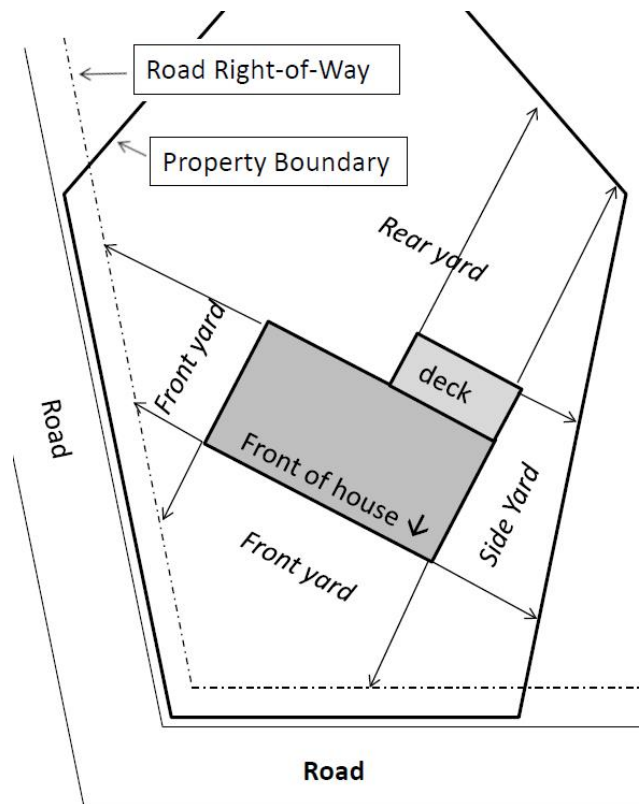 Road Right-of-Way
Property Boundary
Rear yard
Front yard
deck
Road
Front of house
Side Yard
Front yard
Road